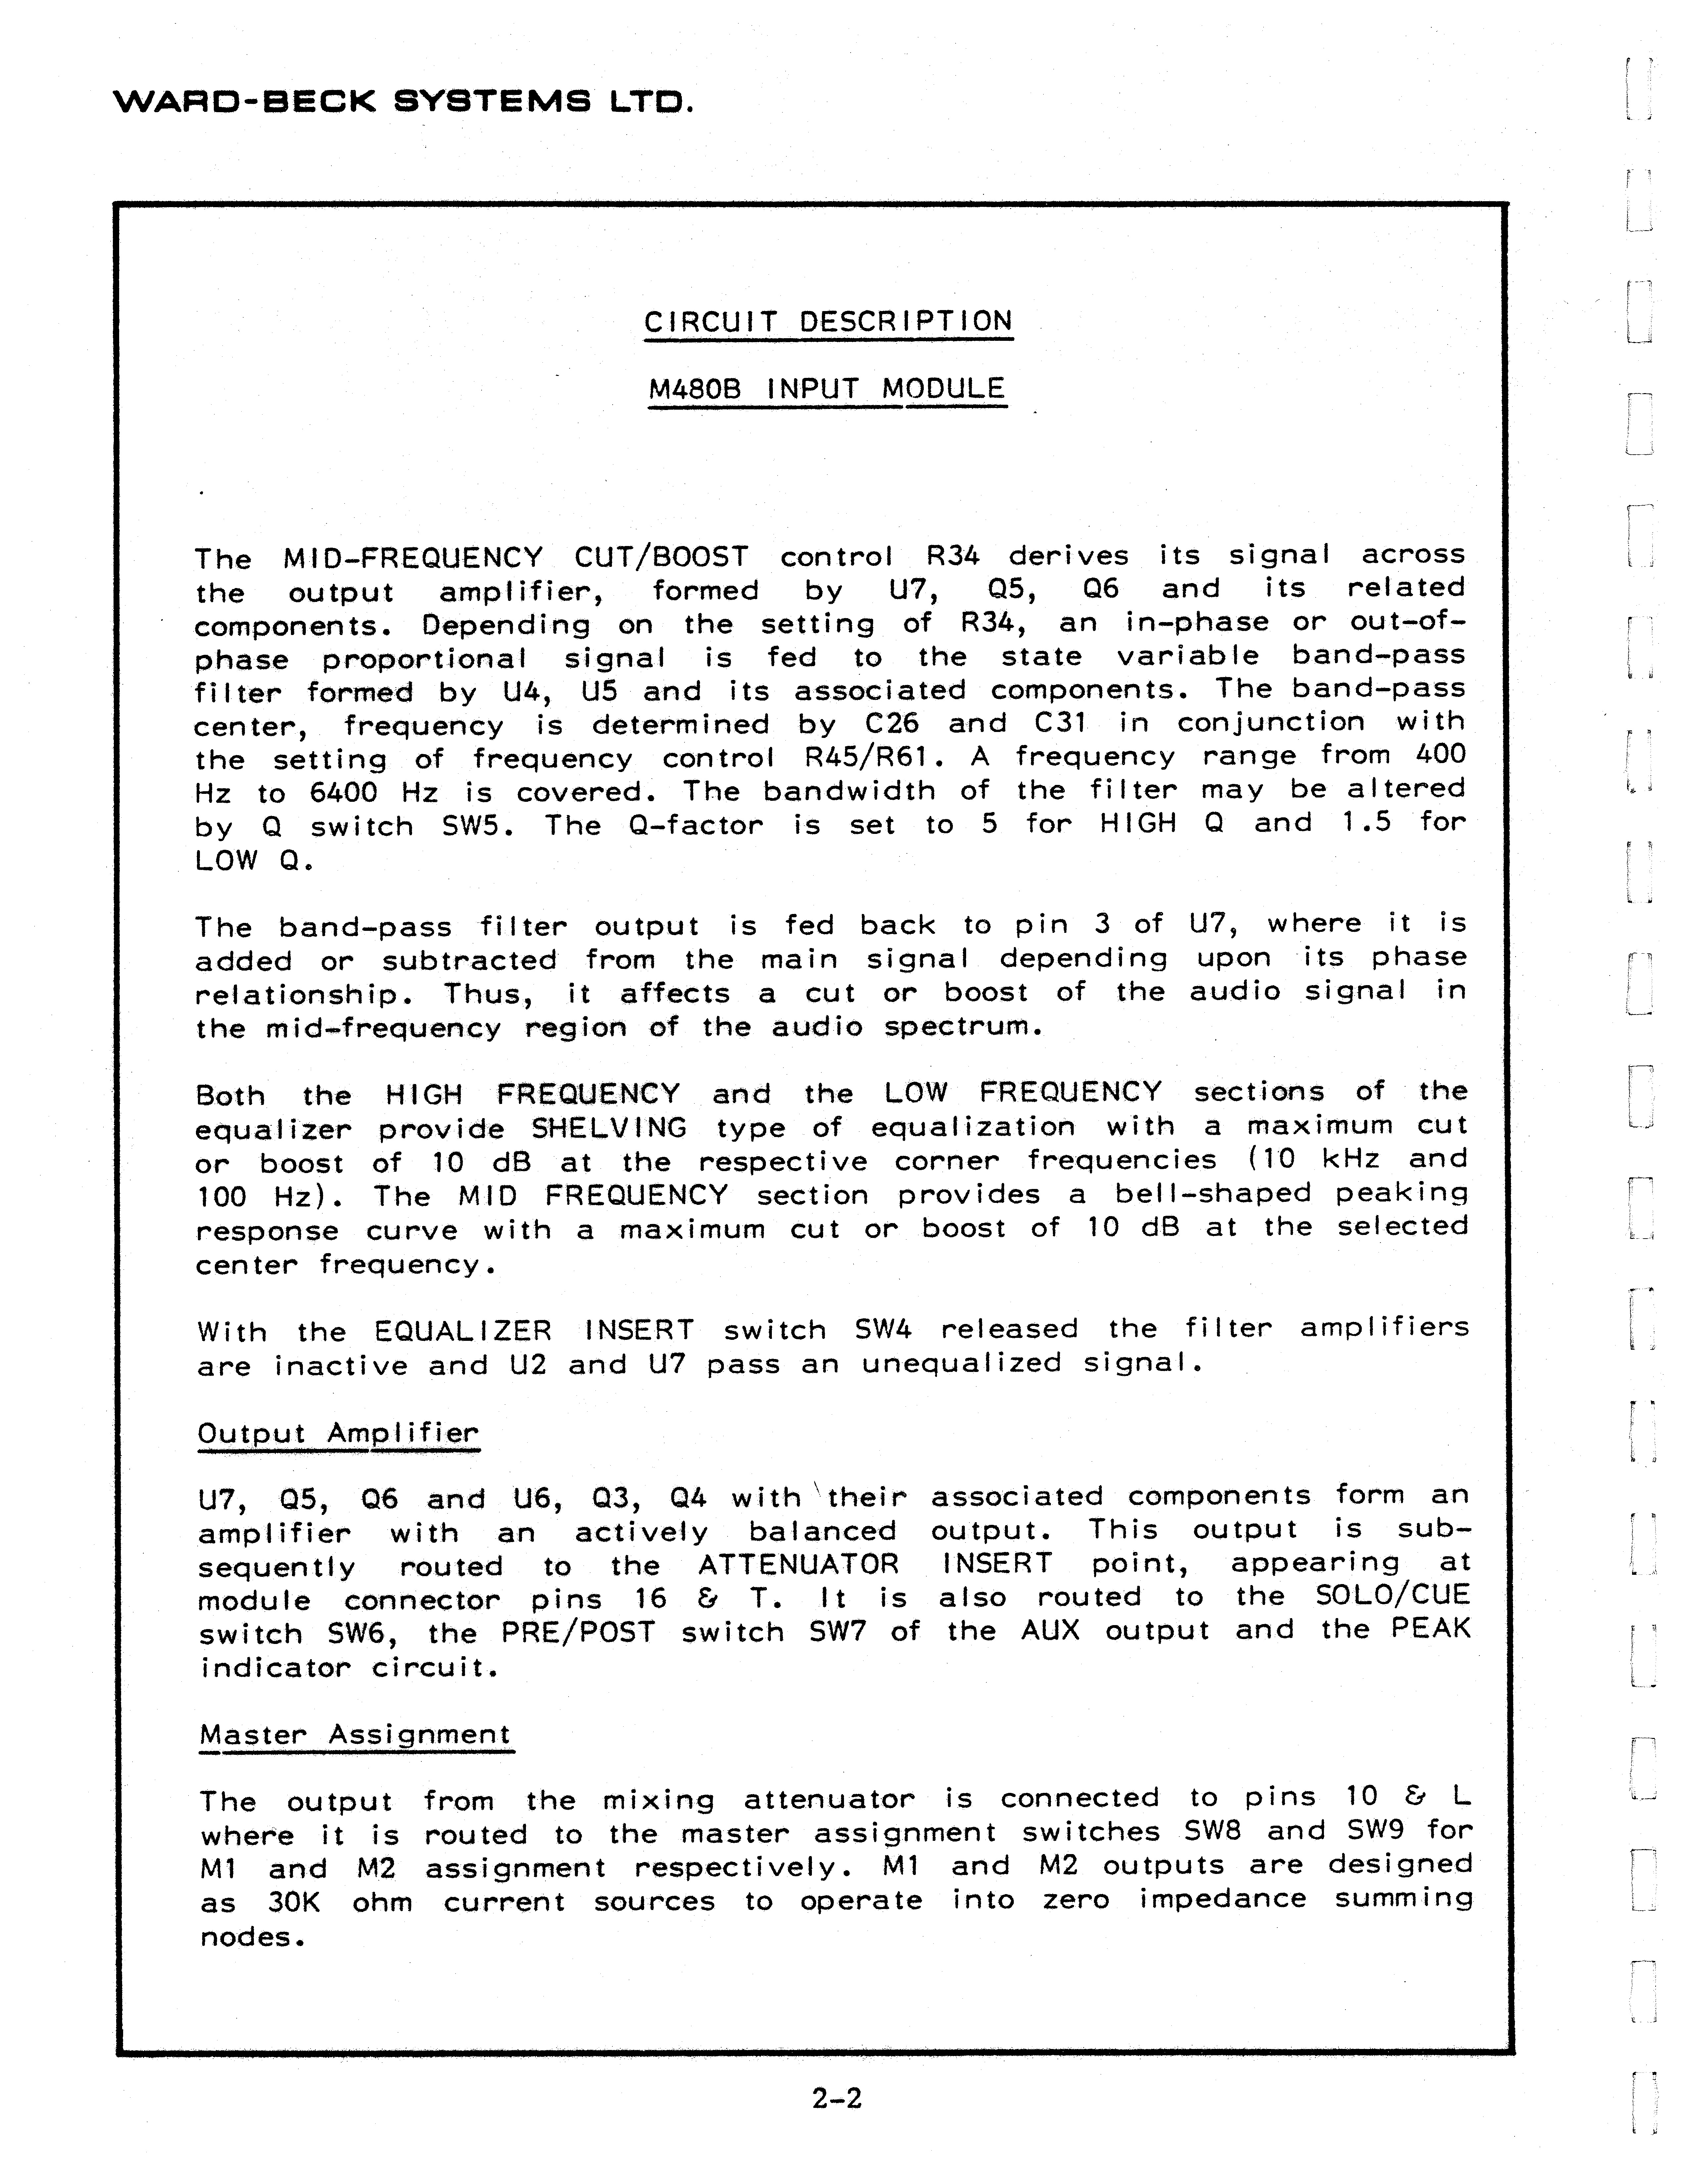 WARD-BECK SYSTEMS LTD.
CIRCUIT DESCRIPTION
M480B INPUT MODULE
The MID-FREQUENCY CUT/BOOST control R34 derives its signal across
the output amplifier, formed by U7, Q5, Q6 and its related
components. Depending on the setting of R34, an in-phase or out-of-
phase proportional signal is fed to the state variable band-pass
filter formed by U4, U5 and its associated components. The band-pass
center, frequency is determined by C26 and C31 in conjunction with
the setting of frequency control R45/R61. A frequency range from 400
Hz to 6400 Hz is covered. The bandwidth of the filter may be altered
by Q switch SW5. The Q-factor is set to 5 for HIGH Q and 1.5 for
LOW Q.
The band-pass filter output is fed back to pin 3 of U7, where it is
added or subtracted from the main signal depending upon its phase
relationship. Thus, it affects a cut or boost of the audio signal in
the mid-frequency region of the audio spectrum.
Both the HIGH FREQUENCY and the LOW FREQUENCY sections of the
equalizer provide SHELVING type of equalization with a maximum cut
or boost of 10 dB at the respective corner frequencies (10 kHz and
100 Hz). The MID FREQUENCY section provides a bell-shaped peaking
response curve with a maximum cut or boost of 10 dB at the selected
center frequency.
With the EQUALIZER INSERT switch SW4 released the filter amplifiers
are inactive and U2 and U7 pass an unequalized signal.
Output Amplifier
U7, Q5, Q6 and U6, Q3, Q4 with their associated components form an
amplifier with an actively balanced output. This output is sub-
sequently routed to the ATTENUATOR INSERT point, appearing at
module connector pins 16 & T. It is also routed to the SOLO/CUE
switch SW6, the PRE/POST switch SW7 of the AUX output and the PEAK
indicator circuit.
Master Assignment
The output from the mixing attenuator is connected to pins 10 & L
where it is routed to the master assignment switches SW8 and SW9 for
M1 and M2 assignment respectively. M1 and M2 outputs are designed
as 30K ohm current sources to operate into zero impedance summing
nodes.
2-2